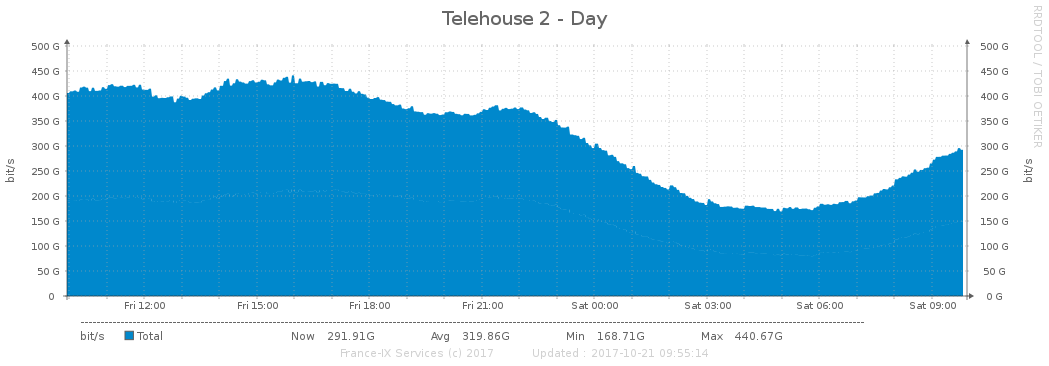 Telehouse 2 - Day
RRDTOOL / TOBI OETIKER
500 G 500 G
450 G 450 G
400 G 400 G
350 G 350 G
300 G 300 G
250 G 250 G
200 G 200 G
150 G 150 G
100 G 100 G
50 G 50 G
0 0 G
bit/s bit/s
Fri 12:00 Fri 15:00 Fri 18:00 Fri 21:00 Sat 00:00 Sat 03:00 Sat 06:00 Sat 09:00
bit/s Total Now 291.91G Avg 319.86G Min 168.71G Max 440.67G
France-IX Services (c) 2017 Updated : 2017-10-21 09:55:14